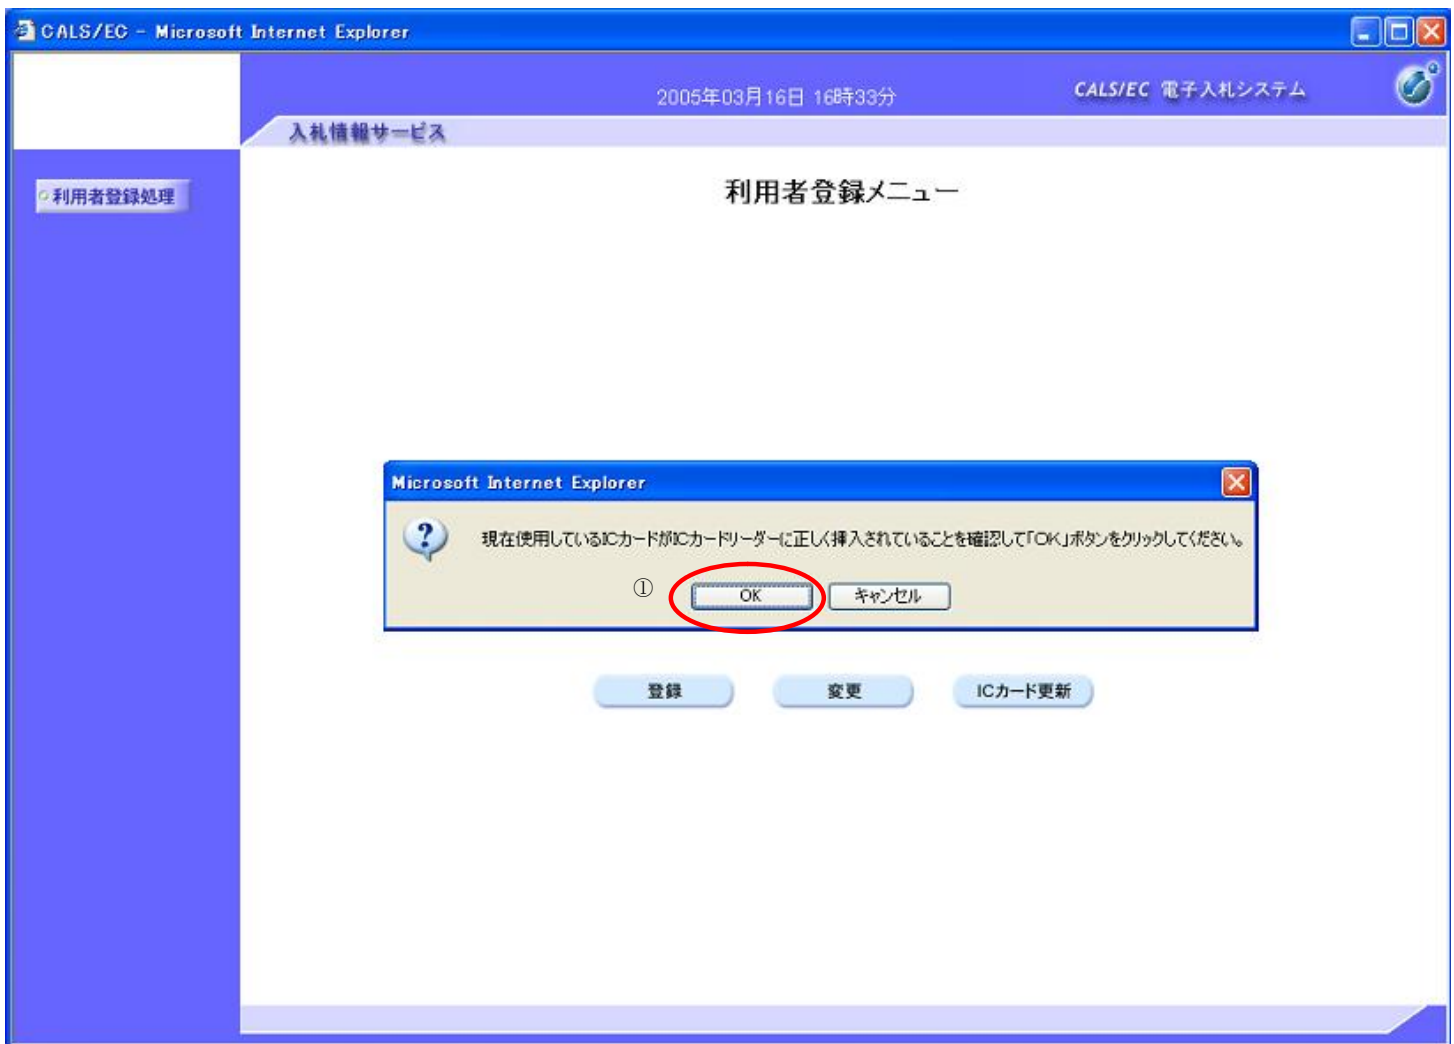 CALS/EC - Microsoft Internet Explorer
2005年03月16日 16時33分
CALS/EC 電子入札システム
入札情報サービス
利用者登録処理
利用者登録メニュー
Microsoft Internet Explorer
?
現在使用しているICカードがICカードリーダーに正しく挿入されていることを確認して「OK」ボタンをクリックしてください。
① OK キャンセル
登録 変更 ICカード更新